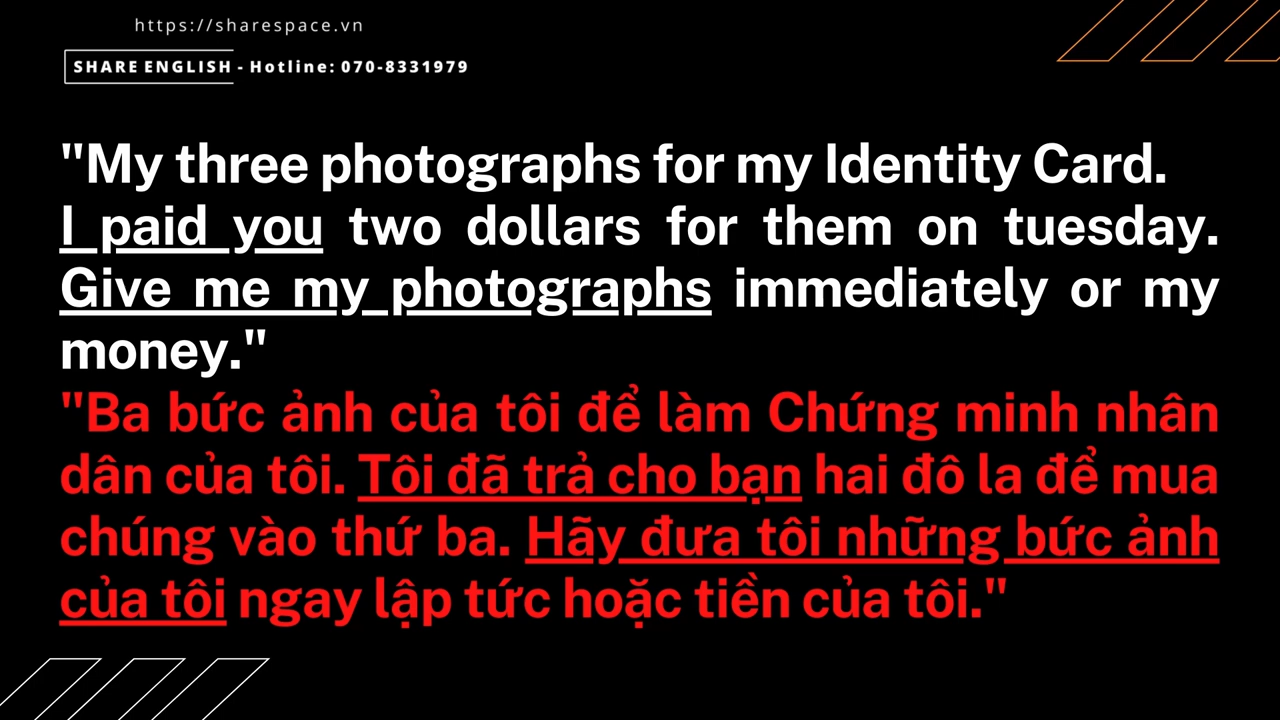 https://sharespace.vn
SHARE ENGLISH - Hotline: 070-8331979
"My three photographs for my Identity Card.
I paid you two dollars for them on tuesday.
Give me my photographs immediately or my
money."
"Ba bức ảnh của tôi để làm Chứng minh nhân
dân của tôi. Tôi đã trả cho bạn hai đô la để mua
chúng vào thứ ba. Hãy đưa tôi những bức ảnh
của tôi ngay lập tức hoặc tiền của tôi."